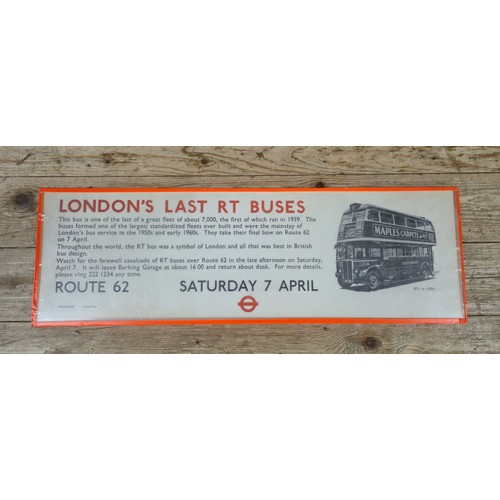 LONDON'S LAST RT BUSES
This bus is one of the last of a great fleet of about 7,000, the first of which ran in 1939. The
buses formed one of the largest standardized fleets ever built and were the mainstay of
London's bus service in the 1950s and early 1960s. They take their final bow on Route 62
on 7 April.
Throughout the world, the RT bus was a symbol of London and all that was best in British
bus design.
Watch for the farewell cavalcade of RT buses over Route 62 in the late afternoon on Saturday,
April 7. It will leave Barking Garage at about 16 00 and return about dusk. For more details,
please ring 222 1234 any time.
ROUTE 62
SATURDAY 7 APRIL
MAPLES CARPETS